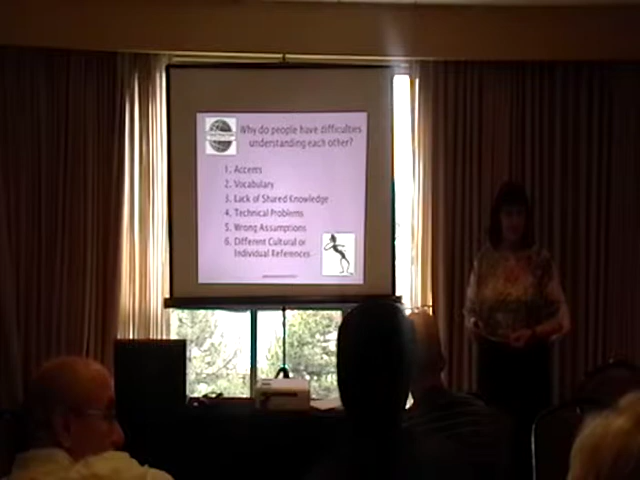 Why do people have difficulties
understanding each other?
1. Accents
2. Vocabulary
3. Lack of Shared Knowledge
4. Technical Problems
5. Wrong Assumptions
6. Different Cultural or
Individual References